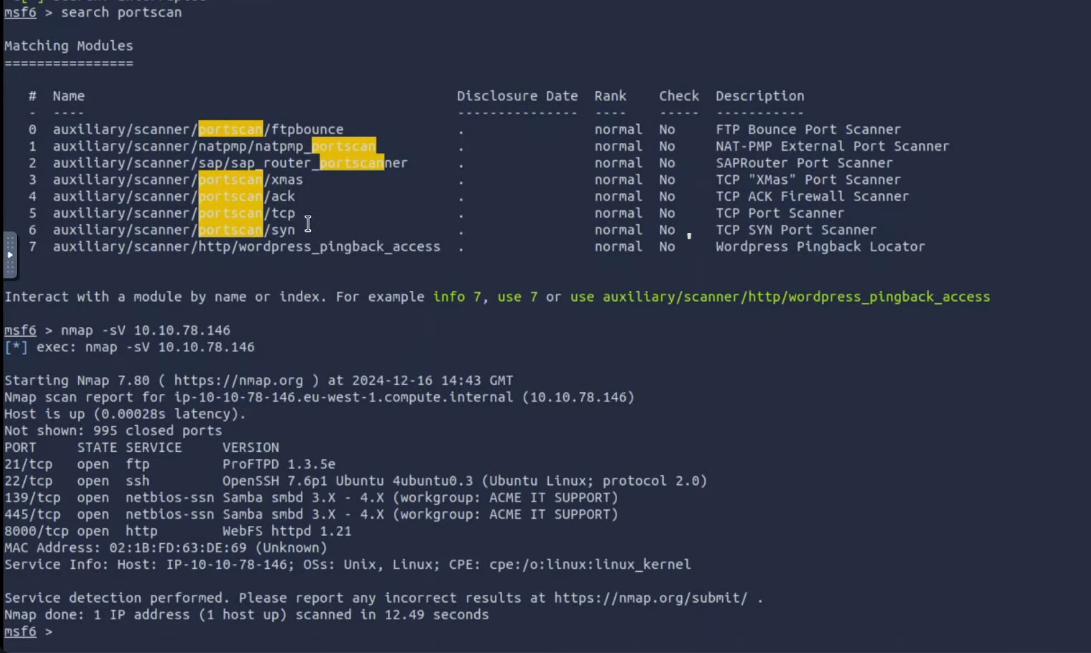 msf6 > search portscan
Matching Modules
================
# Name Disclosure Date Rank Check Description
- ---- --------------- ---- ----- -----------
0 auxiliary/scanner/portscan/ftpbounce . normal No FTP Bounce Port Scanner
1 auxiliary/scanner/natpmp/natpmp_portscan . normal No NAT-PMP External Port Scanner
2 auxiliary/scanner/sap/sap_router_portscanner . normal No SAPRouter Port Scanner
3 auxiliary/scanner/portscan/xmas . normal No TCP "XMas" Port Scanner
4 auxiliary/scanner/portscan/ack . normal No TCP ACK Firewall Scanner
5 auxiliary/scanner/portscan/tcp . normal No TCP Port Scanner
6 auxiliary/scanner/portscan/syn . normal No TCP SYN Port Scanner
7 auxiliary/scanner/http/wordpress_pingback_access . normal No Wordpress Pingback Locator
Interact with a module by name or index. For example info 7, use 7 or use auxiliary/scanner/http/wordpress_pingback_access
msf6 > nmap -sV 10.10.78.146
[*] exec: nmap -sV 10.10.78.146
Starting Nmap 7.80 ( https://nmap.org ) at 2024-12-16 14:43 GMT
Nmap scan report for ip-10-10-78-146.eu-west-1.compute.internal (10.10.78.146)
Host is up (0.00028s latency).
Not shown: 995 closed ports
PORT STATE SERVICE VERSION
21/tcp open ftp ProFTPD 1.3.5e
22/tcp open ssh OpenSSH 7.6p1 Ubuntu 4ubuntu0.3 (Ubuntu Linux; protocol 2.0)
139/tcp open netbios-ssn Samba smbd 3.X - 4.X (workgroup: ACME IT SUPPORT)
445/tcp open netbios-ssn Samba smbd 3.X - 4.X (workgroup: ACME IT SUPPORT)
8000/tcp open http WebFS httpd 1.21
MAC Address: 02:1B:FD:63:DE:69 (Unknown)
Service Info: Host: IP-10-10-78-146; OSs: Unix, Linux; CPE: cpe:/o:linux:linux_kernel
Service detection performed. Please report any incorrect results at https://nmap.org/submit/ .
Nmap done: 1 IP address (1 host up) scanned in 12.49 seconds
msf6 >